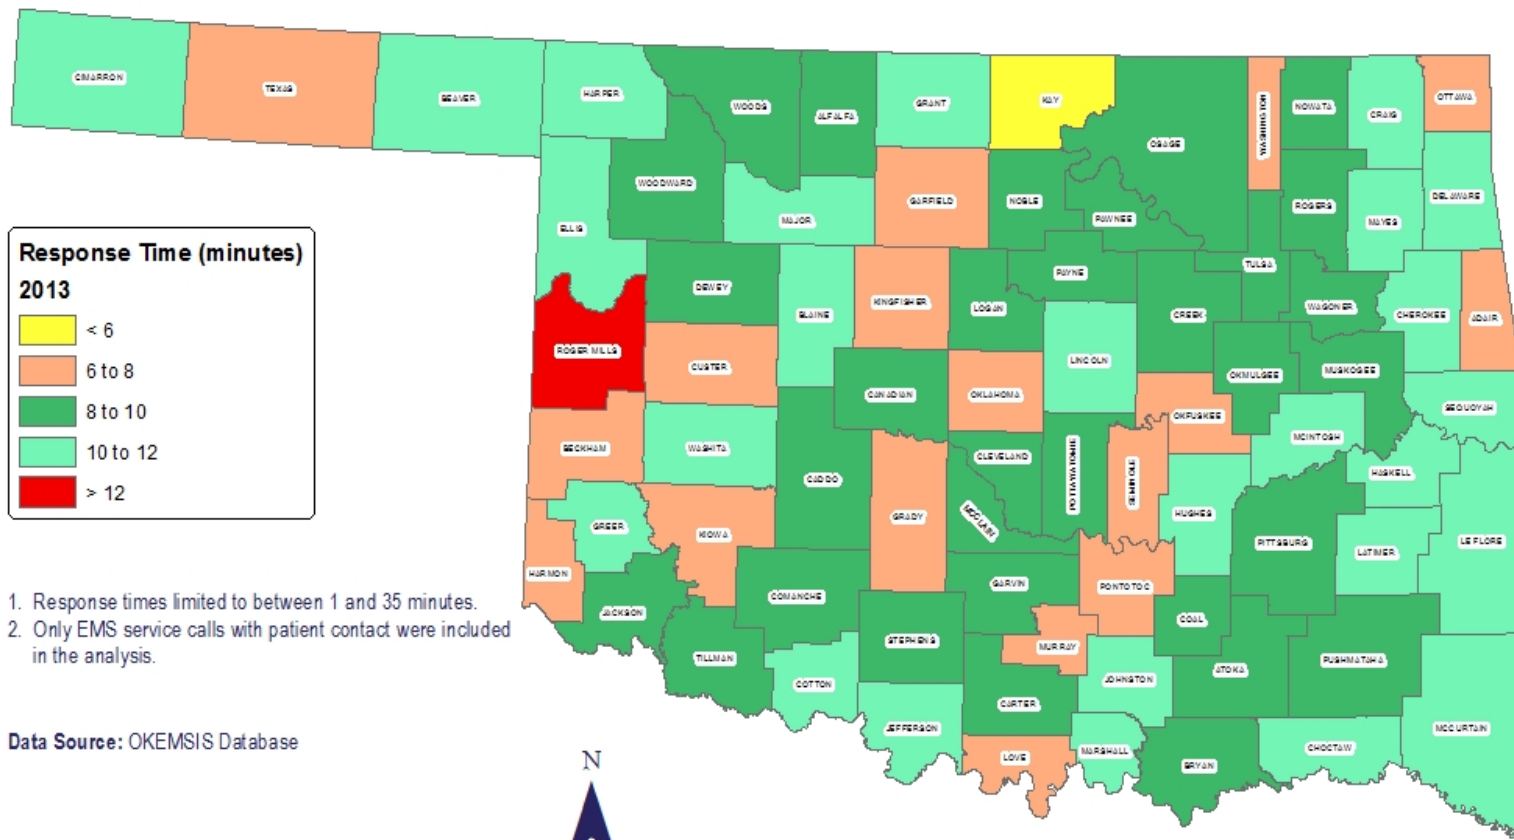 CIMARRON
TEXAS
BEAVER
HARPER
WOODS
ALFALFA
GRANT
KAY
OSAGE
WASHINGTON
NOWATA
CRAIG
OTTAWA
WOODWARD
ELLIS
MAJOR
GARFIELD
NOBLE
PAWNEE
ROGERS
MAYES
DELAWARE
Response Time (minutes)
2013
< 6
6 to 8
8 to 10
10 to 12
> 12
DEWEY
BLAINE
KINGFISHER
LOGAN
PAYNE
CREEK
TULSA
WAGONER
CHEROKEE
ADAIR
ROGER MILLS
CUSTER
CANADIAN
OKLAHOMA
LINCOLN
OKMULGEE
MUSKOGEE
SEQUOYAH
BECKHAM
WASHITA
CADDO
GRADY
CLEVELAND
MCCLAIN
POTTAWATOMIE
SEMINOLE
OKFUSKEE
MCINTOSH
HASKELL
HUGHES
PITTSBURG
LATIMER
LE FLORE
GREER
KIOWA
HARMON
JACKSON
COMANCHE
GARVIN
PONTOTOC
COAL
TILLMAN
STEPHENS
MURRAY
ATOKA
PUSHMATAHA
COTTON
JOHNSTON
CARTER
JEFFERSON
LOVE
MARSHALL
BRYAN
CHOCTAW
MCCURTAIN
1. Response times limited to between 1 and 35 minutes.
2. Only EMS service calls with patient contact were included
in the analysis.
Data Source: OKEMSIS Database
N